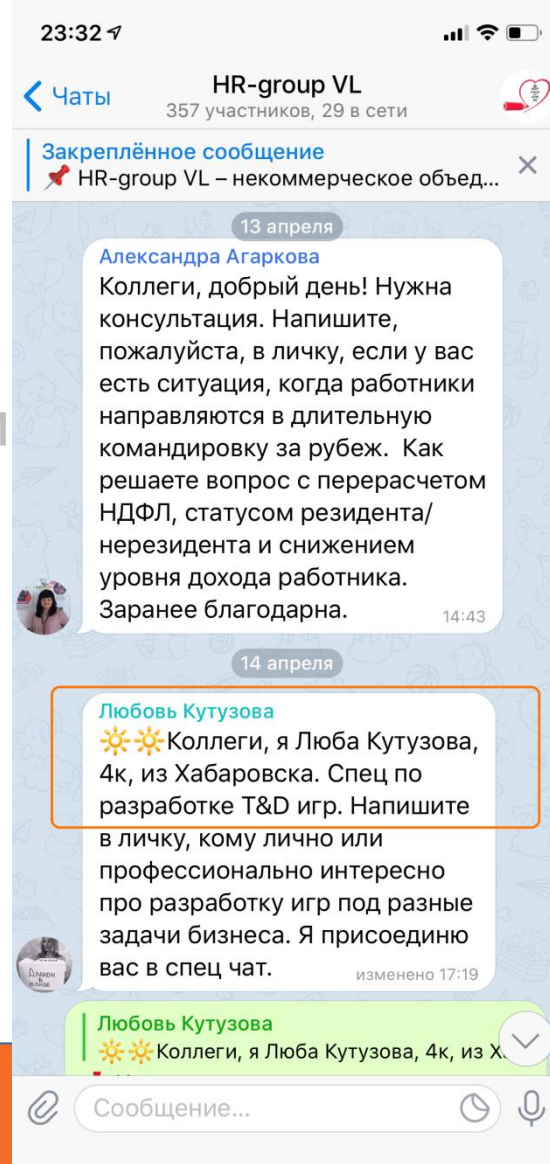 23:32
Чаты
HR-group VL
357 участников, 29 в сети
Закреплённое сообщение
📌 HR-group VL – некоммерческое объед...
13 апреля
Александра Агаркова
Коллеги, добрый день! Нужна
консультация. Напишите,
пожалуйста, в личку, если у вас
есть ситуация, когда работники
направляются в длительную
командировку за рубеж. Как
решаете вопрос с перерасчетом
НДФЛ, статусом резидента/
нерезидента и снижением
уровня дохода работника.
Заранее благодарна.
14:43
14 апреля
Любовь Кутузова
🔆🔆Коллеги, я Люба Кутузова,
4к, из Хабаровска. Спец по
разработке T&D игр. Напишите
в личку, кому лично или
профессионально интересно
про разработку игр под разные
задачи бизнеса. Я присоединю
вас в спец чат.
изменено 17:19
Любовь Кутузова
🔆🔆Коллеги, я Люба Кутузова, 4к, из Х
Сообщение...